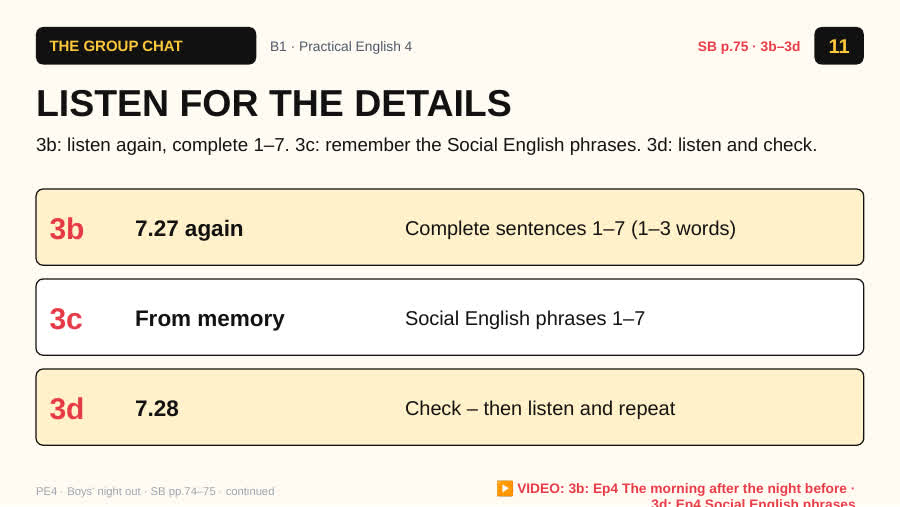 THE GROUP CHAT
B1 · Practical English 4
SB p.75 · 3b–3d
11
LISTEN FOR THE DETAILS
3b: listen again, complete 1–7. 3c: remember the Social English phrases. 3d: listen and check.
3b
7.27 again
Complete sentences 1–7 (1–3 words)
3c
From memory
Social English phrases 1–7
3d
7.28
Check – then listen and repeat
PE4 · Boys' night out · SB pp.74–75 · continued
▶️ VIDEO: 3b: Ep4 The morning after the night before ·
3d: Ep4 Social English phrases